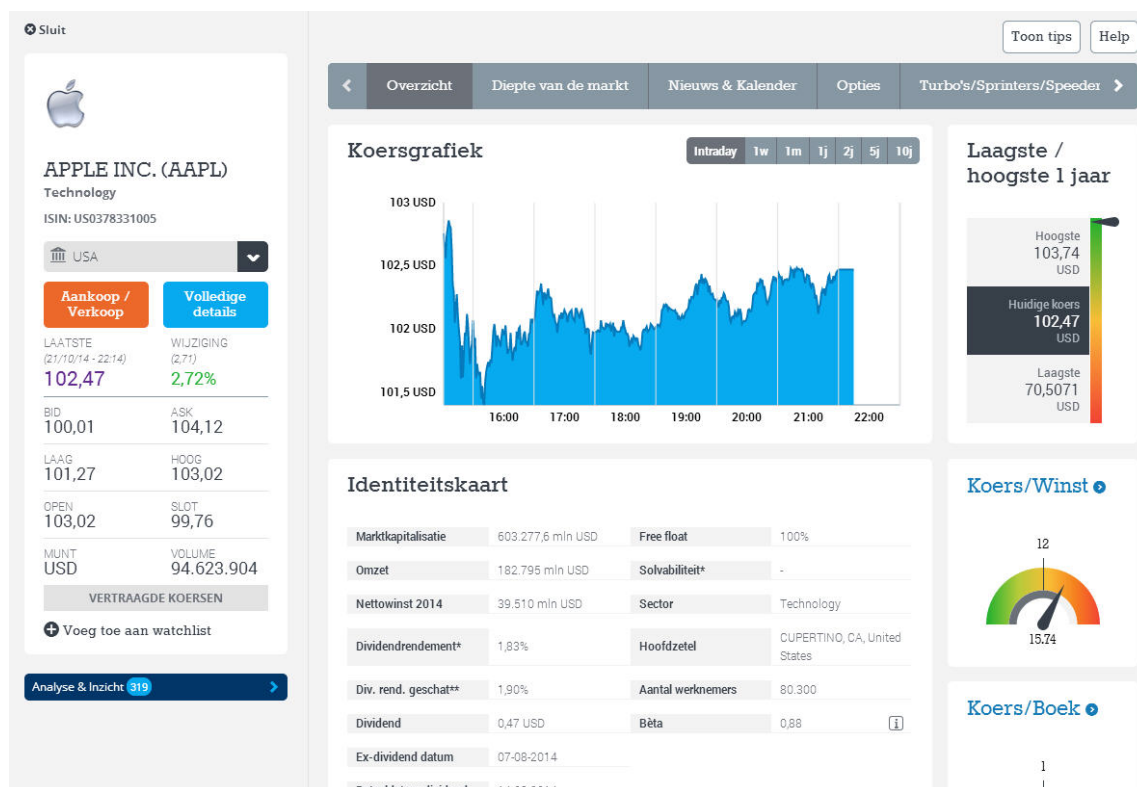 Sluit
Toon tips
Help
Overzicht
Diepte van de markt
Nieuws & Kalender
Opties
Turbo's/Sprinters/Speeder
APPLE INC. (AAPL)
Technology
ISIN: US0378331005
USA
Aankoop /
Verkoop
Volledige
details
LAATSTE
(21/10/14 - 22:14)
102,47
WIJZIGING
(2,71)
2,72%
BID
100,01
ASK
104,12
LAAG
101,27
HOOG
103,02
OPEN
103,02
SLOT
99,76
MUNT
USD
VOLUME
94.623.904
VERTRAAGDE KOERSEN
Voeg toe aan watchlist
Analyse & Inzicht 319
Koersgrafiek
Intraday 1w 1m 1j 2j 5j 10j
103 USD
102,5 USD
102 USD
101,5 USD
16:00 17:00 18:00 19:00 20:00 21:00 22:00
Laagste /
hoogste 1 jaar
Hoogste
103,74
USD
Huidige koers
102,47
USD
Laagste
70,5071
USD
Identiteitskaart
Marktkapitalisatie 603.277,6 mln USD Free float 100%
Omzet 182.795 mln USD Solvabiliteit* -
Nettowinst 2014 39.510 mln USD Sector Technology
Dividendrendement* 1,83% Hoofdzetel CUPERTINO, CA, United
States
Div. rend. geschat** 1,90% Aantal werknemers 80.300
Dividend 0,47 USD Bèta 0,88
Ex-dividend datum 07-08-2014
Koers/Winst
12
15.74
Koers/Boek
1